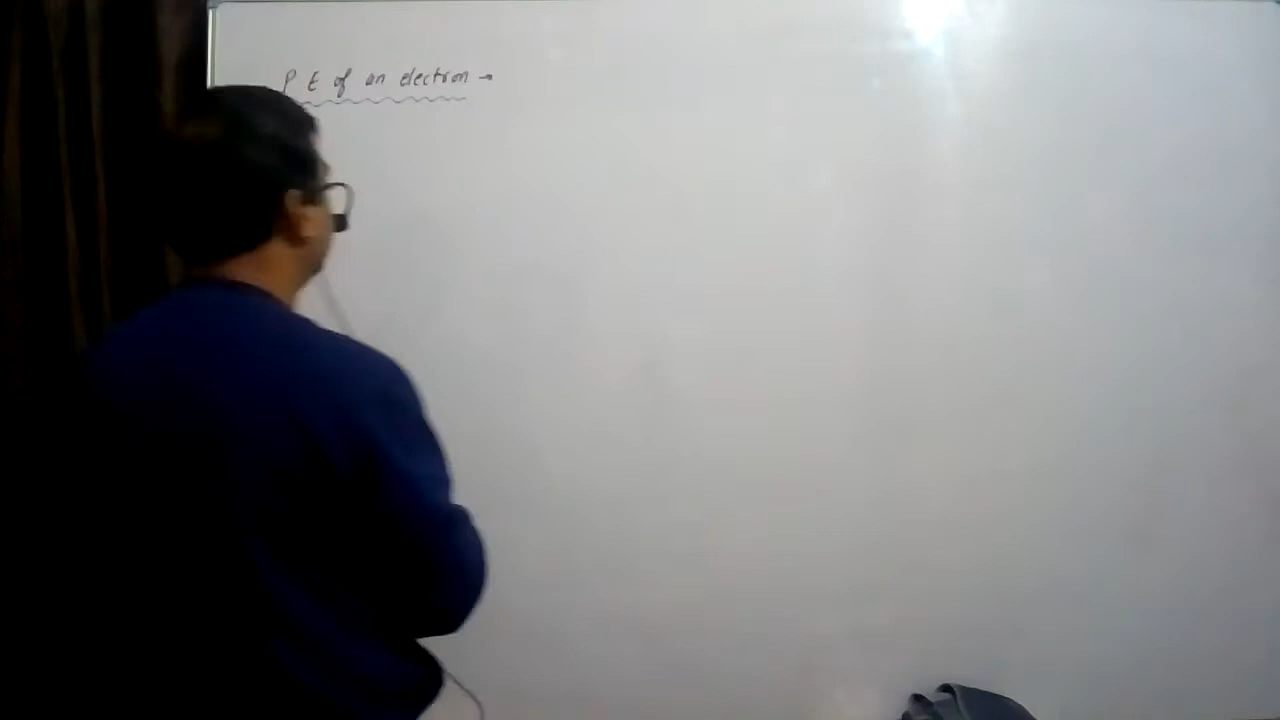 P E of an electron →